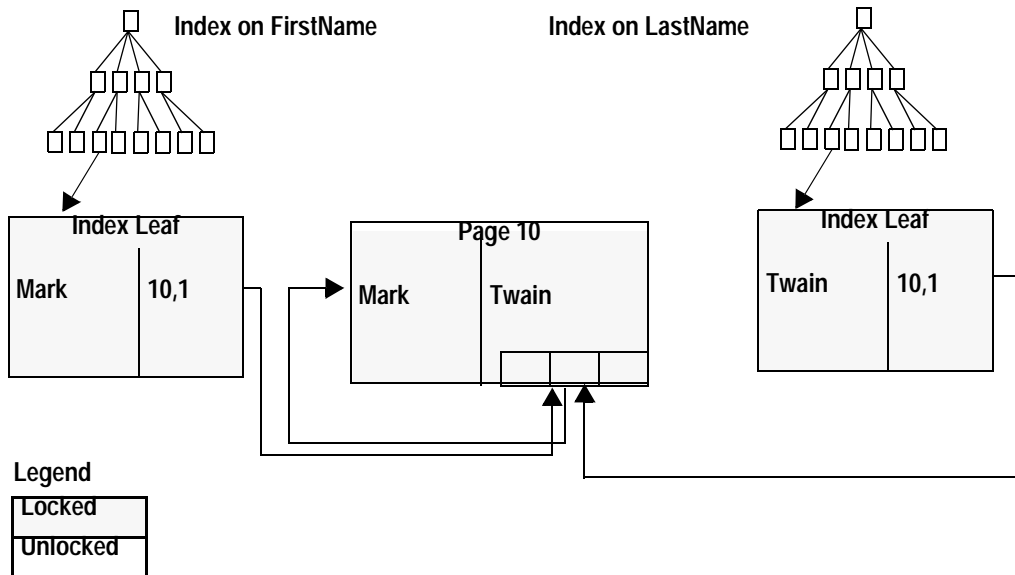 Index on FirstName
Index on LastName
Index Leaf
Mark 10,1
Page 10
Mark Twain
Index Leaf
Twain 10,1
Legend
Locked
Unlocked